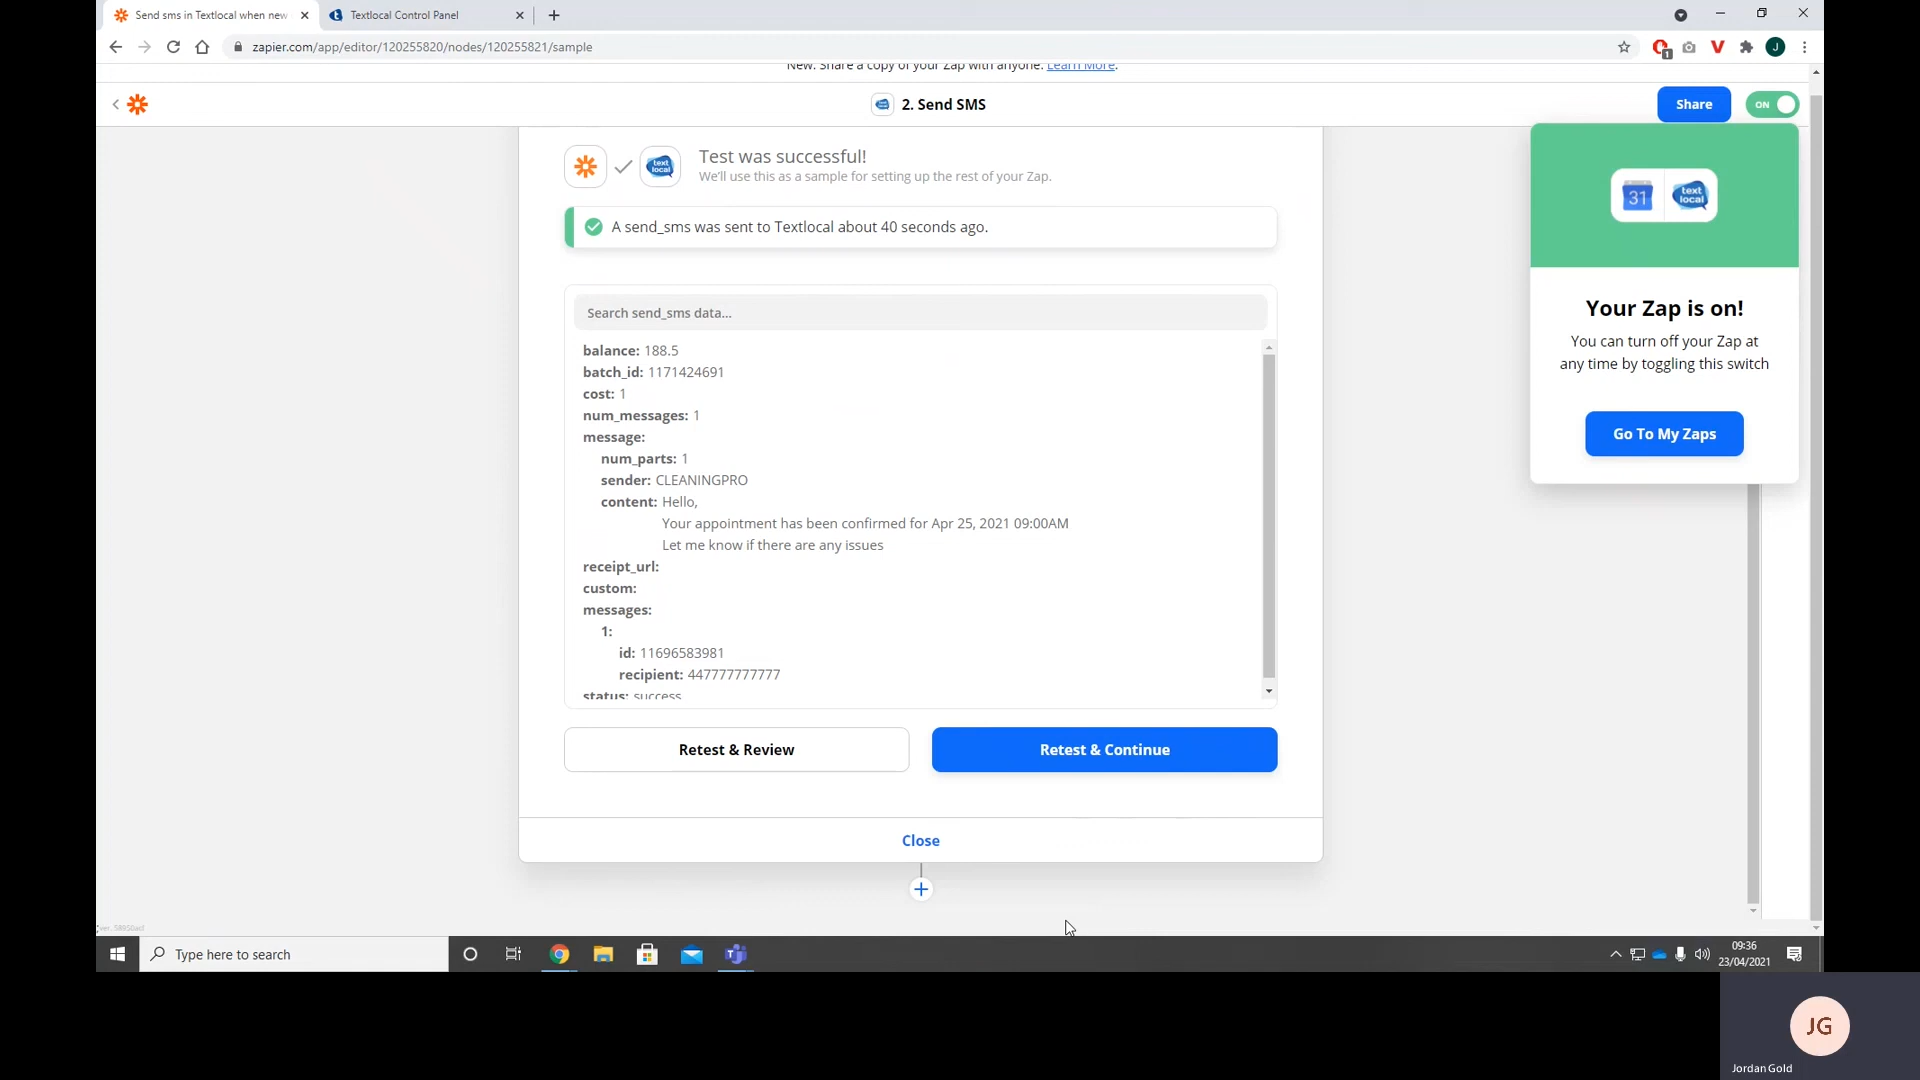 Send sms in Textlocal when new
Textlocal Control Panel
zapier.com/app/editor/120255820/nodes/120255821/sample
1
J
New: Share a copy of your Zap with anyone. Learn More.
2. Send SMS
Share
ON
text local
Test was successful!
We'll use this as a sample for setting up the rest of your Zap.
A send_sms was sent to Textlocal about 40 seconds ago.
Search send_sms data...
balance: 188.5
batch_id: 1171424691
cost: 1
num_messages: 1
message:
num_parts: 1
sender: CLEANINGPRO
content: Hello,
Your appointment has been confirmed for Apr 25, 2021 09:00AM
Let me know if there are any issues
receipt_url:
custom:
messages:
1:
id: 11696583981
recipient: 447777777777
status: success
Retest & Review
Retest & Continue
Close
31
text local
Your Zap is on!
You can turn off your Zap at
any time by toggling this switch
Go To My Zaps
Type here to search
09:36
23/04/2021
JG
Jordan Gold